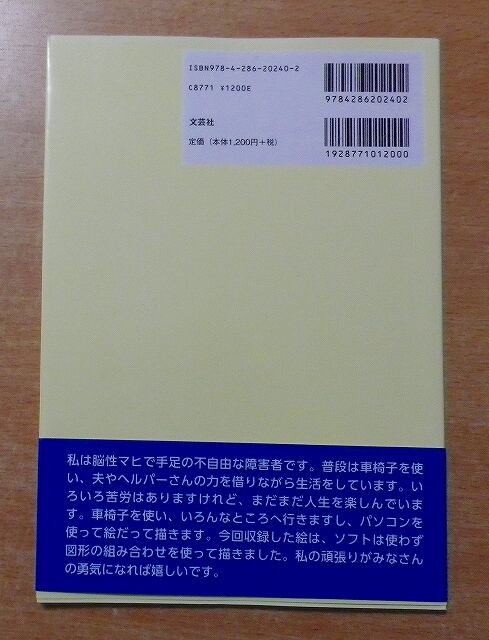 ISBN978-4-286-20240-2
C8771 ¥1200E
文芸社
定価（本体1,200円＋税）
9784286202402
1928771012000
私は脳性マヒで手足の不自由な障害者です。普段は車椅子を使
い、夫やヘルパーさんの力を借りながら生活をしています。い
ろいろ苦労はありますけれど、まだまだ人生を楽しんでいま
す。車椅子を使い、いろんなところへ行きますし、パソコンを
使って絵だって描きます。今回収録した絵は、ソフトは使わず
図形の組み合わせを使って描きました。私の頑張りがみなさん
の勇気になれば嬉しいです。